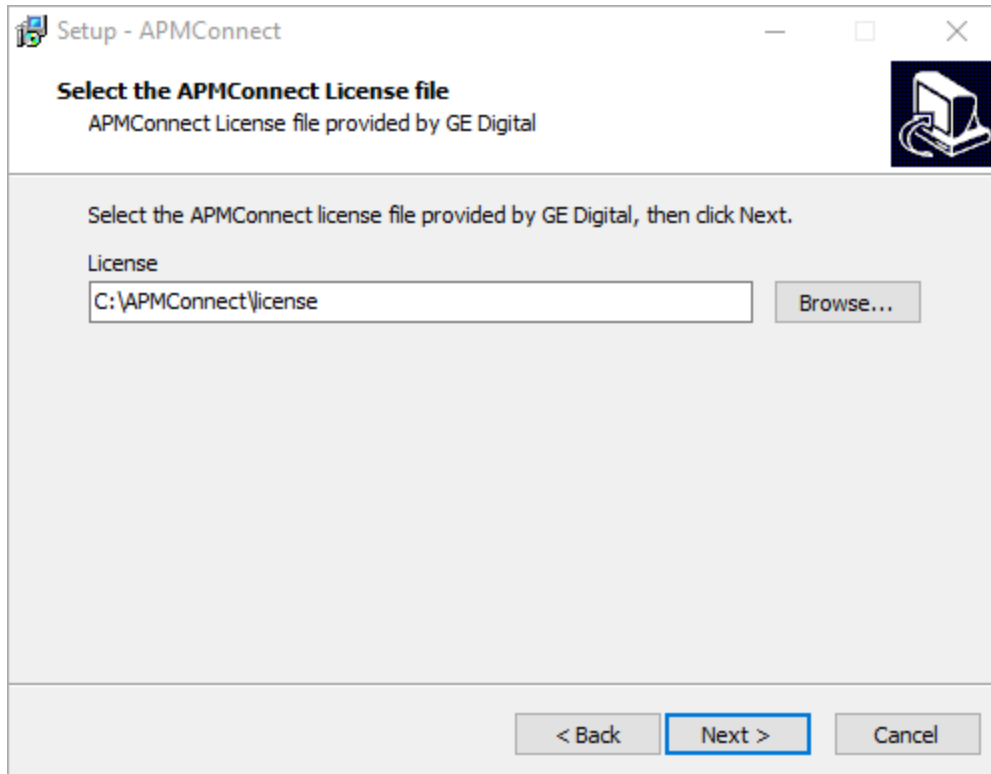 Setup - APMConnect
Select the APMConnect License file
APMConnect License file provided by GE Digital
Select the APMConnect license file provided by GE Digital, then click Next.
License
C:\APMConnect\license
Browse...
< Back
Next >
Cancel